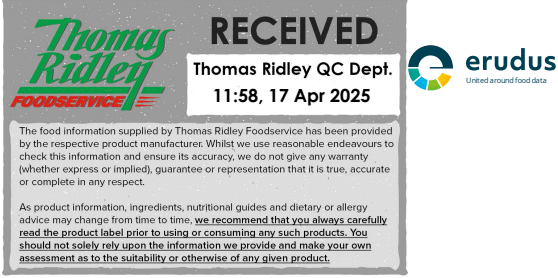 Thomas
Ridley
FOODSERVICE
RECEIVED
Thomas Ridley QC Dept.
11:58, 17 Apr 2025
erudus
United around food data
The food information supplied by Thomas Ridley Foodservice has been provided
by the respective product manufacturer. Whilst we use reasonable endeavours to
check this information and ensure its accuracy, we do not give any warranty
(whether express or implied), guarantee or representation that it is true, accurate
or complete in any respect.
As product information, ingredients, nutritional guides and dietary or allergy
advice may change from time to time, we recommend that you always carefully
read the product label prior to using or consuming any such products. You
should not solely rely upon the information we provide and make your own
assessment as to the suitability or otherwise of any given product.